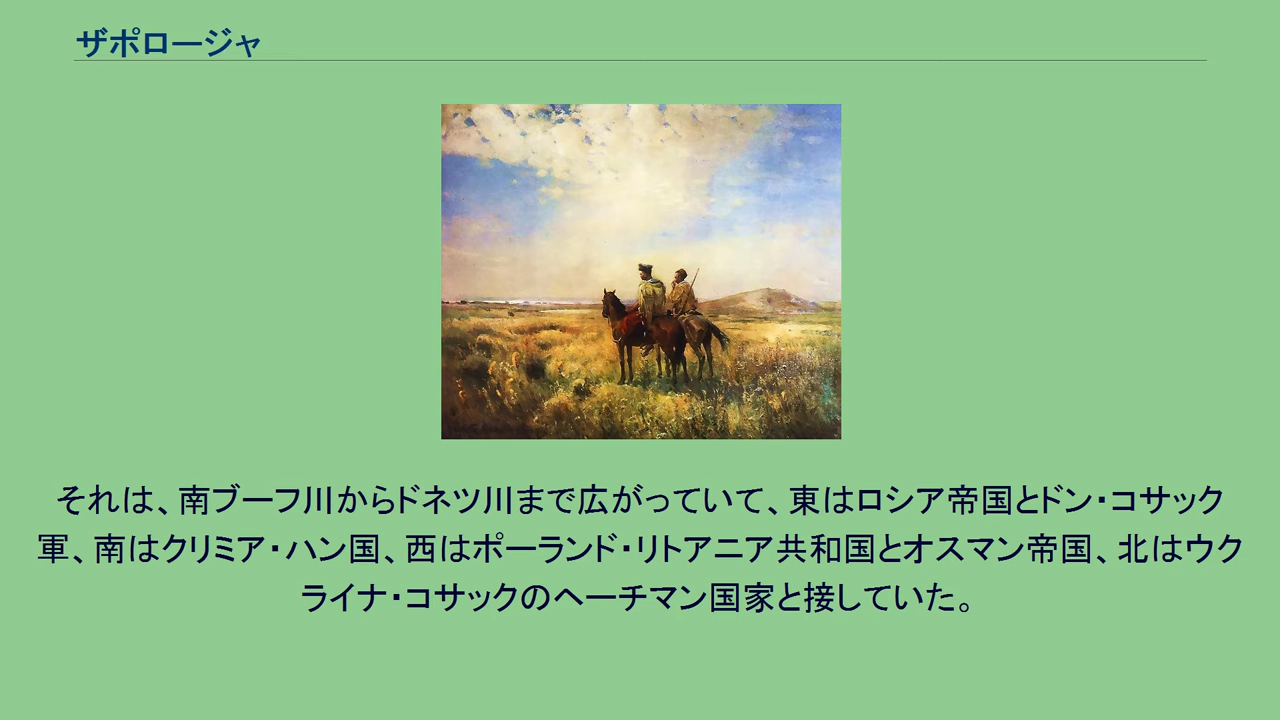 ザポロージャ
それは、南ブーフ川からドネツ川まで広がっていて、東はロシア帝国とドン・コサック
軍、南はクリミア・ハン国、西はポーランド・リトアニア共和国とオスマン帝国、北はウク
ライナ・コサックのヘーチマン国家と接していた。